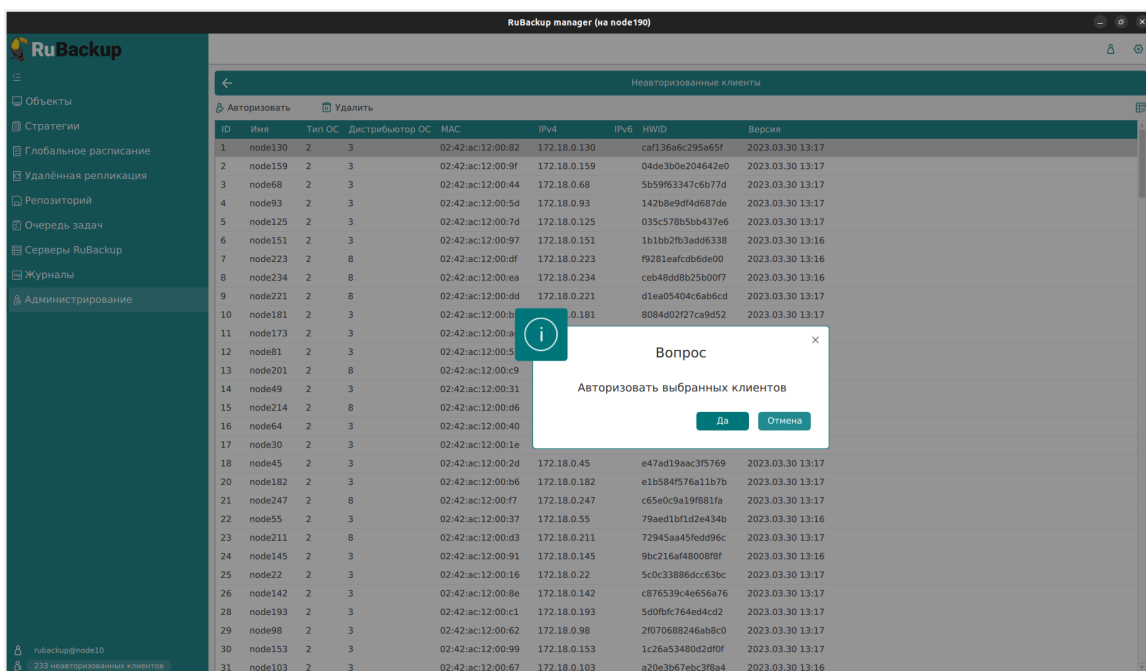 RuBackup manager (на node190)
RuBackup
Неавторизованные клиенты
Объекты
Стратегии
Глобальное расписание
Удалённая репликация
Репозиторий
Очередь задач
Серверы RuBackup
Журналы
Администрирование
Авторизовать Удалить
ID Имя Тип ОС Дистрибьютор ОС MAC IPv4 IPv6 HWID Версия
1 node130 2 3 02:42:ac:12:00:82 172.18.0.130 caf136a6c295a65f 2023.03.30 13:17
2 node159 2 3 02:42:ac:12:00:9f 172.18.0.159 04de3b0e204642e0 2023.03.30 13:17
3 node68 2 3 02:42:ac:12:00:44 172.18.0.68 5b59f63347c6b77d 2023.03.30 13:17
4 node93 2 3 02:42:ac:12:00:5d 172.18.0.93 142b8e9df4d687de 2023.03.30 13:17
5 node125 2 3 02:42:ac:12:00:7d 172.18.0.125 035c578b5bb437e6 2023.03.30 13:17
6 node151 2 3 02:42:ac:12:00:97 172.18.0.151 1b1bb2fb3add6338 2023.03.30 13:16
7 node223 2 8 02:42:ac:12:00:df 172.18.0.223 f9281eafcdb6de00 2023.03.30 13:16
8 node234 2 8 02:42:ac:12:00:ea 172.18.0.234 ceb48dd8b25b00f7 2023.03.30 13:16
9 node221 2 8 02:42:ac:12:00:dd 172.18.0.221 d1ea05404c6ab6cd 2023.03.30 13:17
10 node181 2 3 02:42:ac:12:00:b .0.181 8084d02f27ca9d52 2023.03.30 13:17
11 node173 2 3 02:42:ac:12:00:a
12 node81 2 3 02:42:ac:12:00:5
13 node201 2 8 02:42:ac:12:00:c9
14 node49 2 3 02:42:ac:12:00:31
15 node214 2 8 02:42:ac:12:00:d6
16 node64 2 3 02:42:ac:12:00:40
17 node30 2 3 02:42:ac:12:00:1e
Вопрос
Авторизовать выбранных клиентов
Да Отмена
18 node45 2 3 02:42:ac:12:00:2d 172.18.0.45 e47ad19aac3f5769 2023.03.30 13:17
20 node182 2 3 02:42:ac:12:00:b6 172.18.0.182 e1b584f576a11b7b 2023.03.30 13:17
21 node247 2 8 02:42:ac:12:00:f7 172.18.0.247 c65e0c9a19f881fa 2023.03.30 13:17
22 node55 2 3 02:42:ac:12:00:37 172.18.0.55 79aed1bf1d2e434b 2023.03.30 13:16
23 node211 2 8 02:42:ac:12:00:d3 172.18.0.211 72945aa45fedd96c 2023.03.30 13:17
24 node145 2 3 02:42:ac:12:00:91 172.18.0.145 9bc216af48008f8f 2023.03.30 13:16
25 node22 2 3 02:42:ac:12:00:16 172.18.0.22 5c0c33886dcc63bc 2023.03.30 13:17
26 node142 2 3 02:42:ac:12:00:8e 172.18.0.142 c876539c4e656a76 2023.03.30 13:17
28 node193 2 3 02:42:ac:12:00:c1 172.18.0.193 5d0fbfc764ed4cd2 2023.03.30 13:17
29 node98 2 3 02:42:ac:12:00:62 172.18.0.98 2f070688246ab8c0 2023.03.30 13:17
30 node153 2 3 02:42:ac:12:00:99 172.18.0.153 1c26a53480d2df0f 2023.03.30 13:17
31 node103 2 3 02:42:ac:12:00:67 172.18.0.103 a20e3b67ebc3f8a4 2023.03.30 13:16
rubackup@node10
233 неавторизованных клиентов